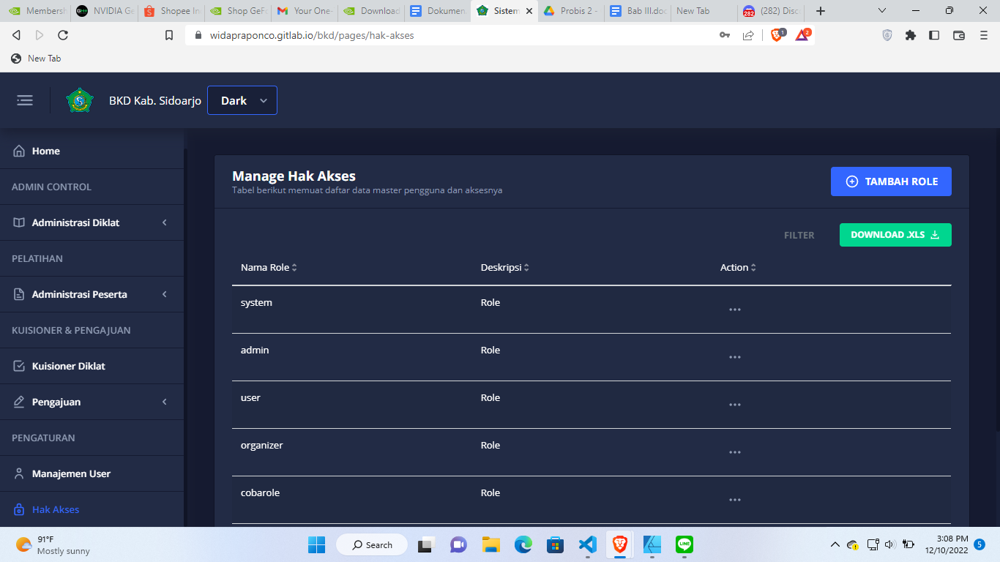 Membersh
NVIDIA Ge
Shopee In
Shop GeFo
Your One-
Download
Dokumen
Sistem
Probis 2 -
Bab III.doc
New Tab
(282) Disc
widapraponco.gitlab.io/bkd/pages/hak-akses
1
2
New Tab
BKD Kab. Sidoarjo
Dark
Home
ADMIN CONTROL
Administrasi Diklat
PELATIHAN
Administrasi Peserta
KUISIONER & PENGAJUAN
Kuisioner Diklat
Pengajuan
PENGATURAN
Manajemen User
Hak Akses
Manage Hak Akses
Tabel berikut memuat daftar data master pengguna dan aksesnya
TAMBAH ROLE
FILTER
DOWNLOAD .XLS
Nama Role Deskripsi Action
system Role ...
admin Role ...
user Role ...
organizer Role ...
cobarole Role ...
91°F
Mostly sunny
Search
LINE
3:08 PM
12/10/2022
5